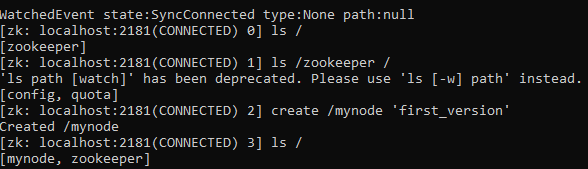 WatchedEvent state:SyncConnected type:None path:null
[zk: localhost:2181(CONNECTED) 0] ls /
[zookeeper]
[zk: localhost:2181(CONNECTED) 1] ls /zookeeper /
'ls path [watch]' has been deprecated. Please use 'ls [-w] path' instead.
[config, quota]
[zk: localhost:2181(CONNECTED) 2] create /mynode 'first_version'
Created /mynode
[zk: localhost:2181(CONNECTED) 3] ls /
[mynode, zookeeper]